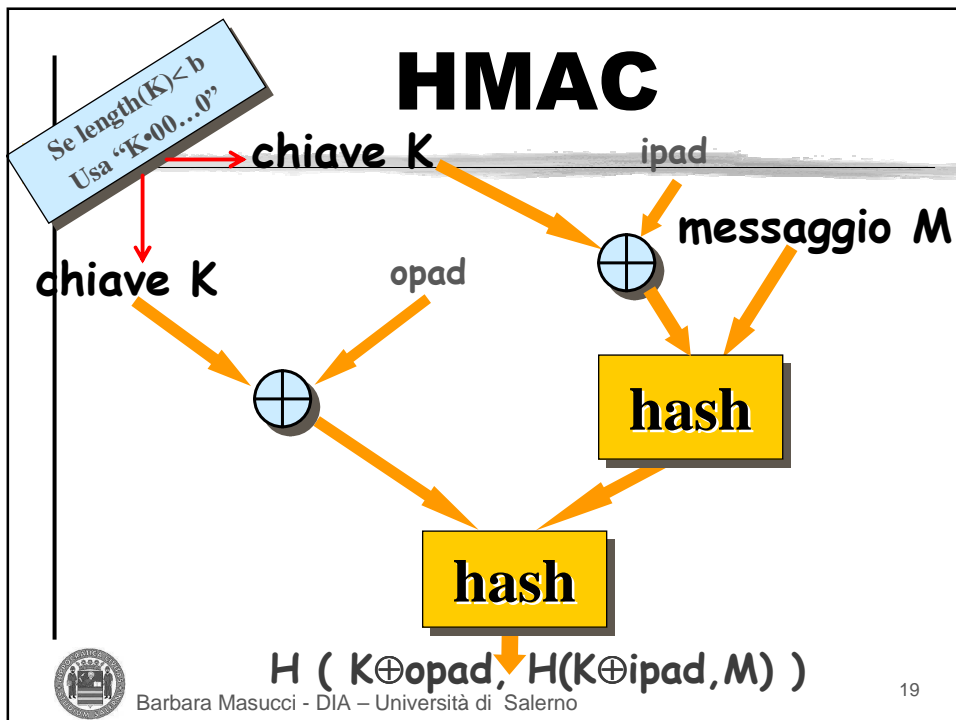 HMAC
Se length(K)< b
Usa “K•00…0”
chiave K
ipad
messaggio M
chiave K
opad
hash
hash
H ( K⊕opad, H(K⊕ipad,M) )
Barbara Masucci - DIA – Università di Salerno
19